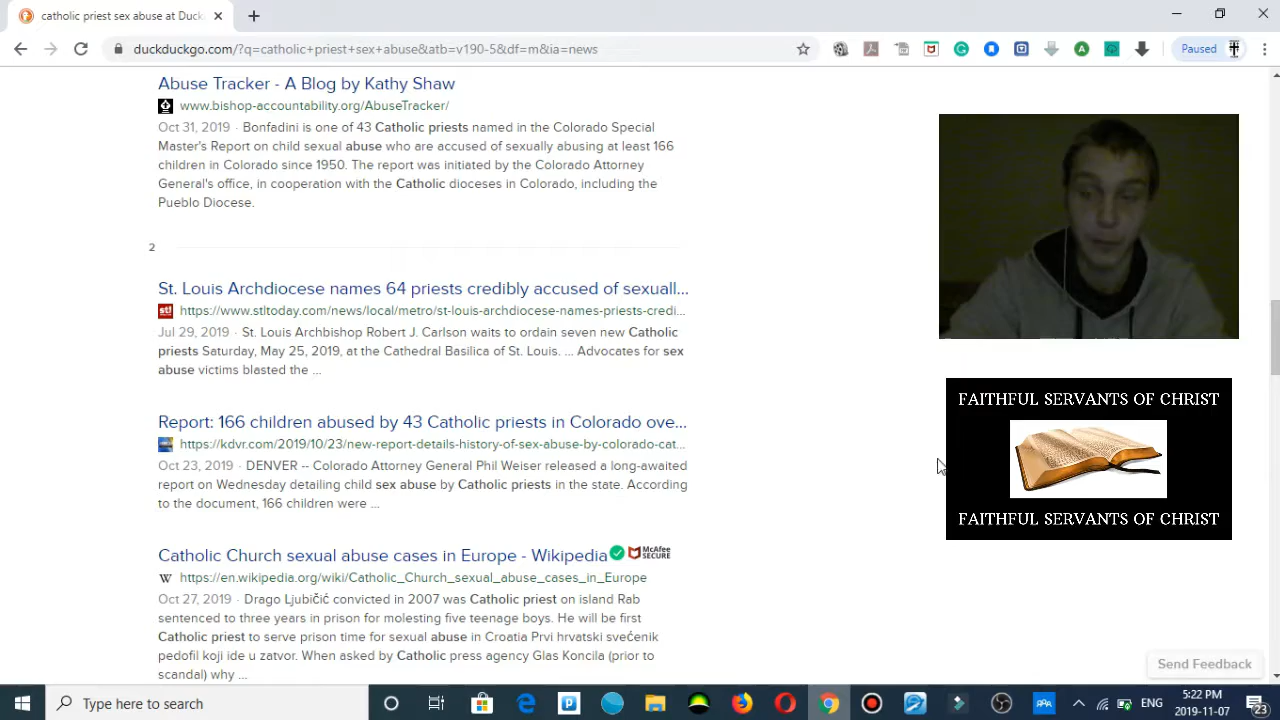 catholic priest sex abuse at Duck
duckduckgo.com/?q=catholic+priest+sex+abuse&atb=v190-5&df=m&ia=news
Paused
Abuse Tracker - A Blog by Kathy Shaw
www.bishop-accountability.org/AbuseTracker/
Oct 31, 2019 · Bonfadini is one of 43 Catholic priests named in the Colorado Special
Master's Report on child sexual abuse who are accused of sexually abusing at least 166
children in Colorado since 1950. The report was initiated by the Colorado Attorney
General's office, in cooperation with the Catholic dioceses in Colorado, including the
Pueblo Diocese.
2
St. Louis Archdiocese names 64 priests credibly accused of sexuall...
https://www.stltoday.com/news/local/metro/st-louis-archdiocese-names-priests-credi...
Jul 29, 2019 · St. Louis Archbishop Robert J. Carlson waits to ordain seven new Catholic
priests Saturday, May 25, 2019, at the Cathedral Basilica of St. Louis. ... Advocates for sex
abuse victims blasted the ...
Report: 166 children abused by 43 Catholic priests in Colorado ove...
https://kdvr.com/2019/10/23/new-report-details-history-of-sex-abuse-by-colorado-cat...
Oct 23, 2019 · DENVER -- Colorado Attorney General Phil Weiser released a long-awaited
report on Wednesday detailing child sex abuse by Catholic priests in the state. According
to the document, 166 children were ...
Catholic Church sexual abuse cases in Europe - Wikipedia
McAfee
SECURE
https://en.wikipedia.org/wiki/Catholic_Church_sexual_abuse_cases_in_Europe
Oct 27, 2019 · Drago Ljubičić convicted in 2007 was Catholic priest on island Rab
sentenced to three years in prison for molesting five teenage boys. He will be first
Catholic priest to serve prison time for sexual abuse in Croatia Prvi hrvatski svečenik
pedofil koji ide u zatvor. When asked by Catholic press agency Glas Koncila (prior to
scandal) why ...
FAITHFUL SERVANTS OF CHRIST
FAITHFUL SERVANTS OF CHRIST
Send Feedback
Type here to search
ENG
5:22 PM
2019-11-07
23